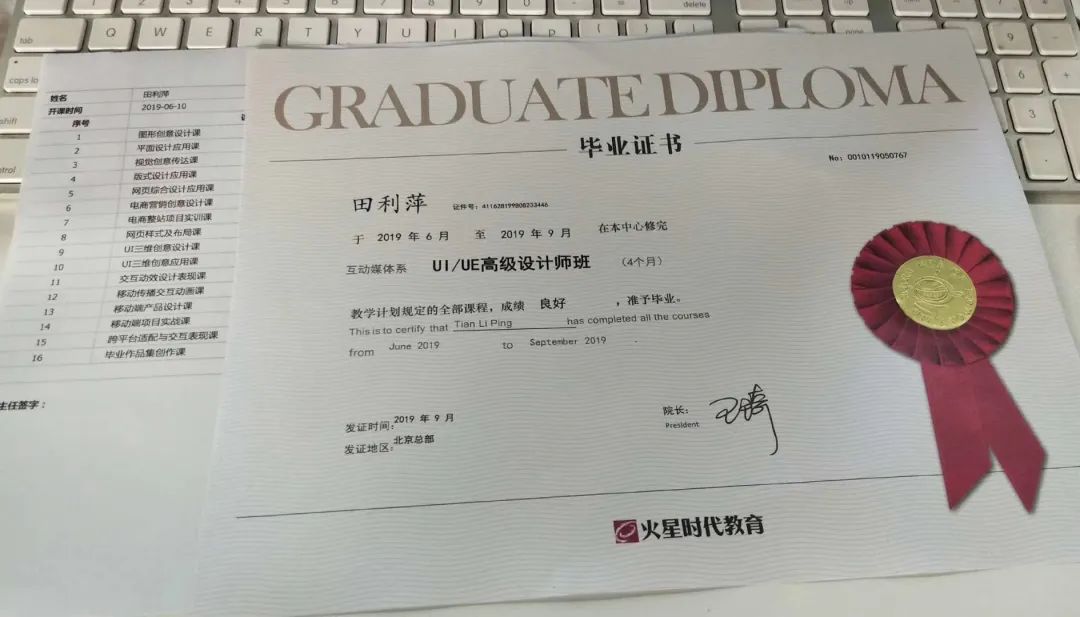 tab
Q W E R T Y U I O P
delete
caps lo
shift
9
6
3
姓名 田利萍
开课时间 2019-06-10
序号
1 图形创意设计课
2 平面设计应用课
3 视觉创意传达课
4 版式设计应用课
5 网页综合设计应用课
6 电商营销创意设计课
7 电商整站项目实训课
8 网页样式及布局课
9 UI三维创意设计课
10 UI三维创意应用课
11 交互动效设计表现课
12 移动传播交互动画课
13 移动端产品设计课
14 移动端项目实战课
15 跨平台适配与交互表现课
16 毕业作品集创作课
主任签字：
GRADUATE DIPLOMA
毕业证书
No: 0010119050767
田利萍 证件号: 411628199808233446
于 2019 年 6 月 至 2019 年 9 月 在本中心修完
互动媒体系 UI/UE高级设计师班 （4个月）
教学计划规定的全部课程，成绩 良好 ，准予毕业。
This is to certify that Tian Li Ping has completed all the courses
from June 2019 to September 2019 .
发证时间: 2019 年 9 月
发证地区: 北京总部
院长:
President
火星时代教育